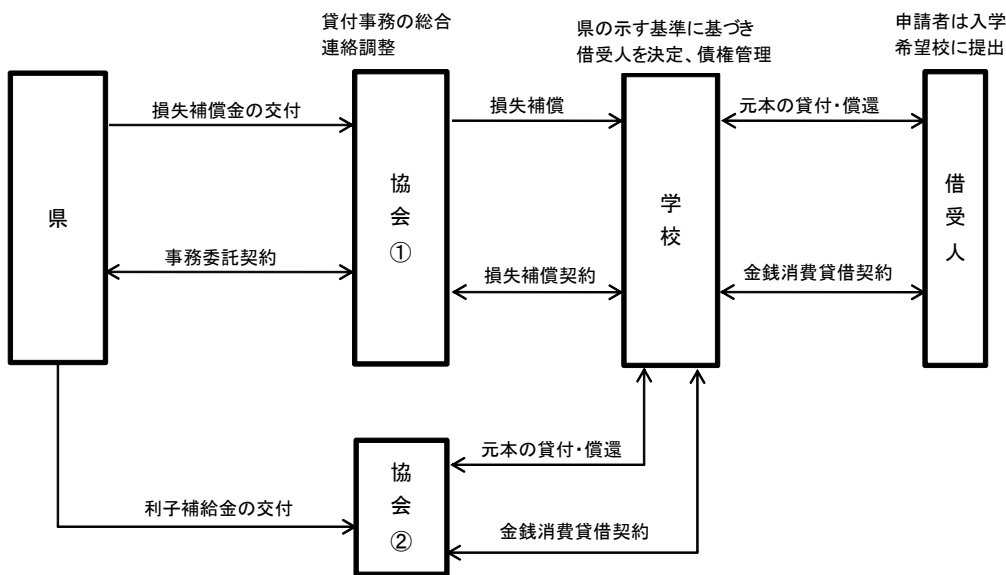 貸付事務の総合
連絡調整
県の示す基準に基づき
借受人を決定、債権管理
申請者は入学
希望校に提出
損失補償金の交付
損失補償
元本の貸付・償還
県
協会①
学校
借受人
事務委託契約
損失補償契約
金銭消費貸借契約
元本の貸付・償還
協会②
利子補給金の交付
金銭消費貸借契約